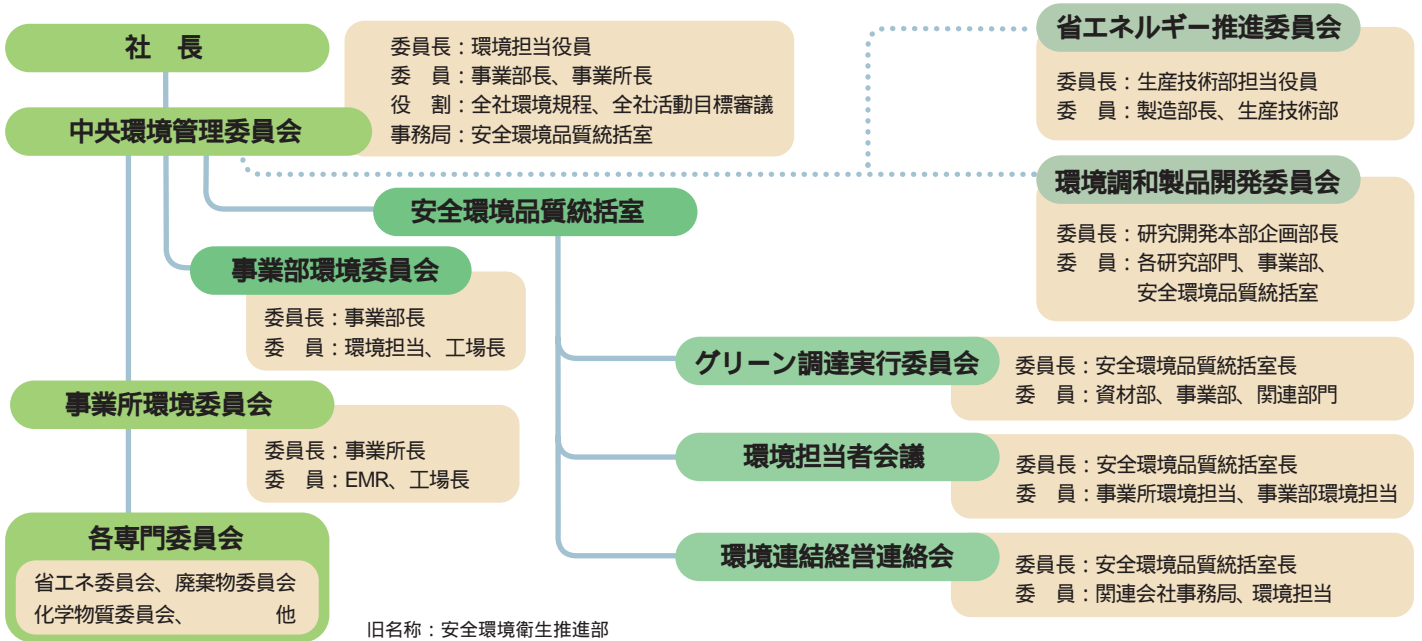 社　長
委員長：環境担当役員
委　員：事業部長、事業所長
役　割：全社環境規程、全社活動目標審議
事務局：安全環境品質統括室
中央環境管理委員会
省エネルギー推進委員会
委員長：生産技術部担当役員
委　員：製造部長、生産技術部
環境調和製品開発委員会
委員長：研究開発本部企画部長
委　員：各研究部門、事業部、
安全環境品質統括室
安全環境品質統括室
事業部環境委員会
委員長：事業部長
委　員：環境担当、工場長
グリーン調達実行委員会
委員長：安全環境品質統括室長
委　員：資材部、事業部、関連部門
事業所環境委員会
委員長：事業所長
委　員：EMR、工場長
環境担当者会議
委員長：安全環境品質統括室長
委　員：事業所環境担当、事業部環境担当
各専門委員会
省エネ委員会、廃棄物委員会
化学物質委員会、　　　他
環境連結経営連絡会
委員長：安全環境品質統括室長
委　員：関連会社事務局、環境担当
旧名称：安全環境衛生推進部